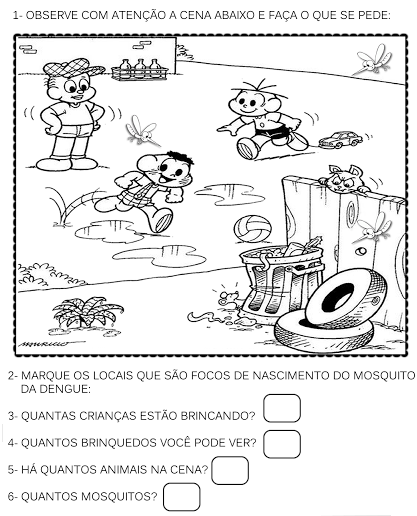 1- OBSERVE COM ATENÇÃO A CENA ABAIXO E FAÇA O QUE SE PEDE:
MAURICIO
2- MARQUE OS LOCAIS QUE SÃO FOCOS DE NASCIMENTO DO MOSQUITO
DA DENGUE:
3- QUANTAS CRIANÇAS ESTÃO BRINCANDO?
4- QUANTOS BRINQUEDOS VOCÊ PODE VER?
5- HÁ QUANTOS ANIMAIS NA CENA?
6- QUANTOS MOSQUITOS?